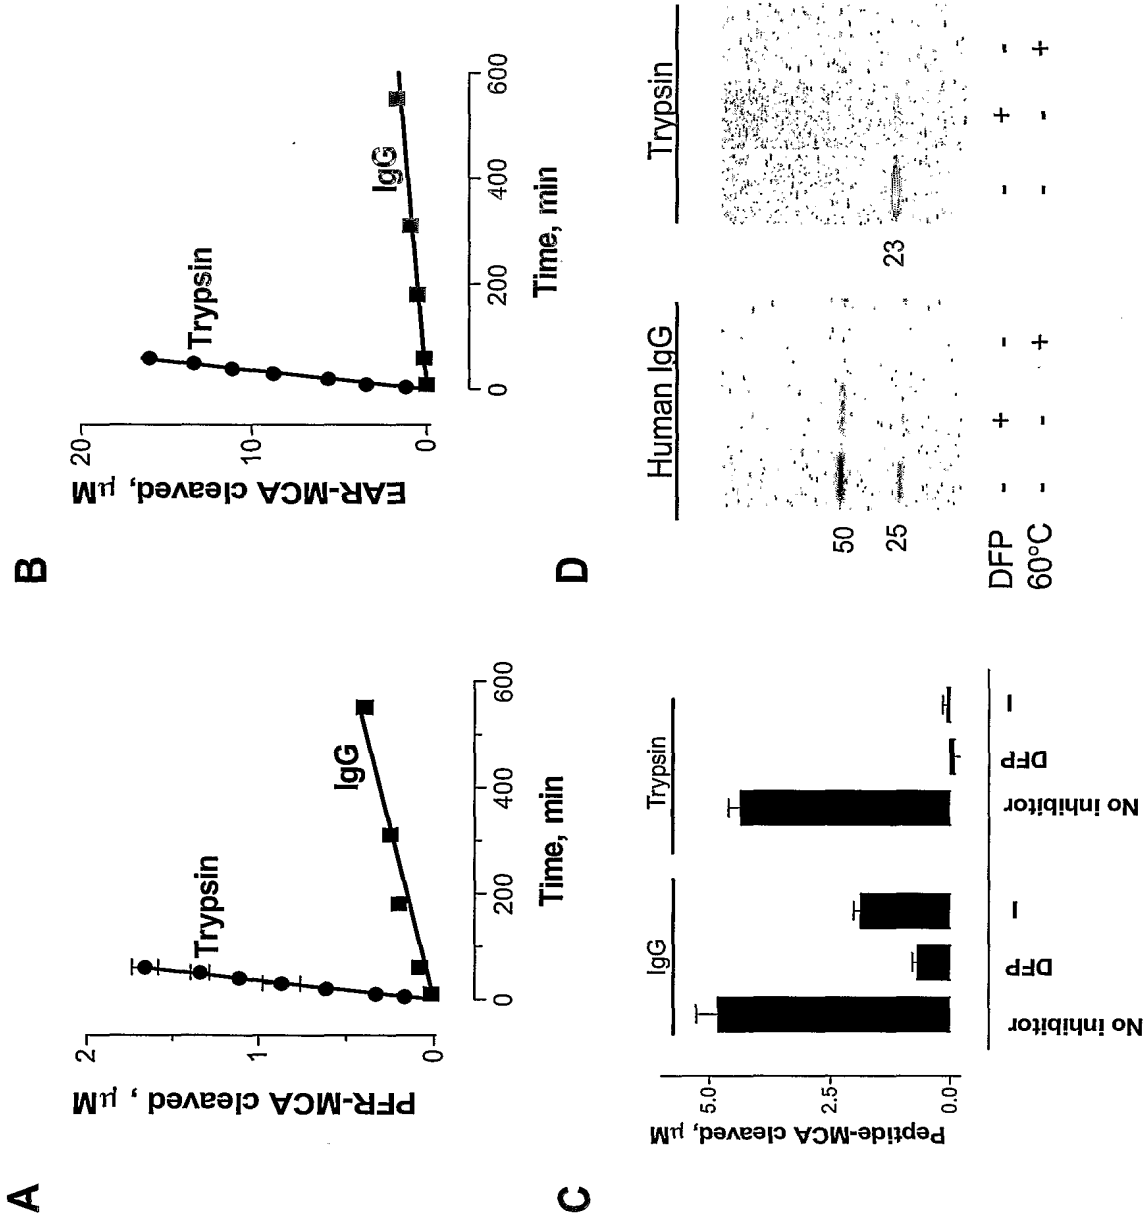 A
PFR-MCA cleaved , μM
2
1
0
Trypsin
IgG
0
200
400
600
Time, min
B
EAR-MCA cleaved, μM
20
10
0
Trypsin
IgG
0
200
400
600
Time, min
C
Peptide-MCA cleaved, μM
5.0
2.5
0.0
IgG
Trypsin
No inhibitor
DFP
I
No inhibitor
DFP
I
D
Human IgG
Trypsin
50
25
23
DFP - + - - + -
60°C - - + - - +